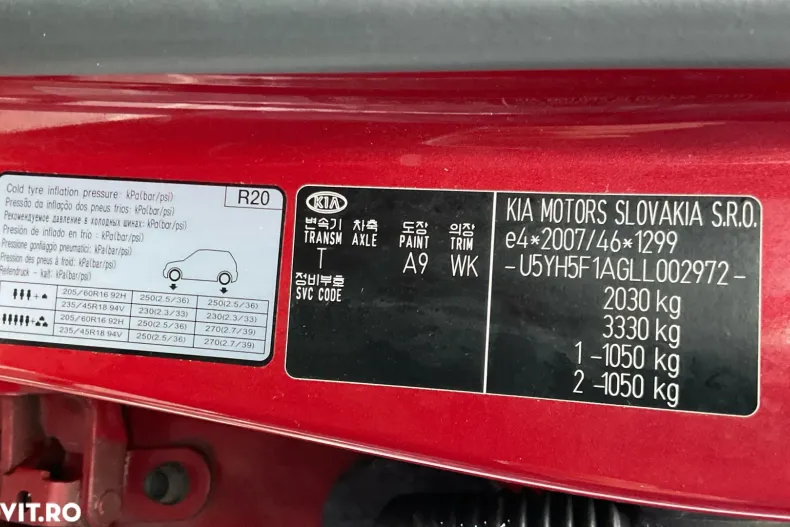 Cold tyre inflation pressure: kPa(bar/psi)
R20
Pressão da inflação dos pneus frios: kPa(bar/psi)
Рекомендуемое давление в холодных шинах: kPa(bar/psi)
Presión de inflado en frio : kPa(bar/psi)
Pressione gonfiaggio pneumatici: kPa(bar/psi)
Pression des pneus à froid: kPa(bar/psi)
Reifendruck - kalt: kPa(bar/psi)
205/60R16 92H 250(2.5/36) 250(2.5/36)
235/45R18 94V 230(2.3/33) 230(2.3/33)
205/60R16 92H 250(2.5/36) 270(2.7/39)
235/45R18 94V 250(2.5/36) 270(2.7/39)
KIA
변속기 차축 도장 의장
TRANSM AXLE PAINT TRIM
T A9 WK
정비부호
SVC CODE
KIA MOTORS SLOVAKIA S.R.O.
e4*2007/46*1299
-U5YH5F1AGLL002972-
2030 kg
3330 kg
1 -1050 kg
2 -1050 kg
VIT.RO